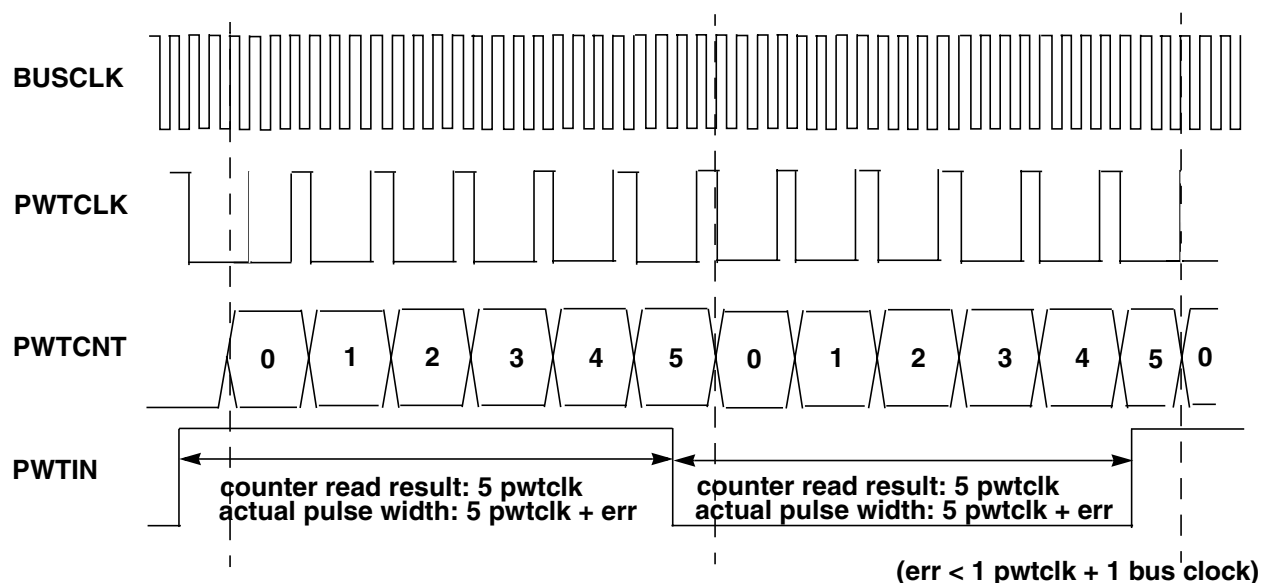 BUSCLK
PWTCLK
PWTCNT
0 1 2 3 4 5 0 1 2 3 4 5 0
PWTIN
counter read result: 5 pwtclk
actual pulse width: 5 pwtclk + err
counter read result: 5 pwtclk
actual pulse width: 5 pwtclk + err
(err < 1 pwtclk + 1 bus clock)